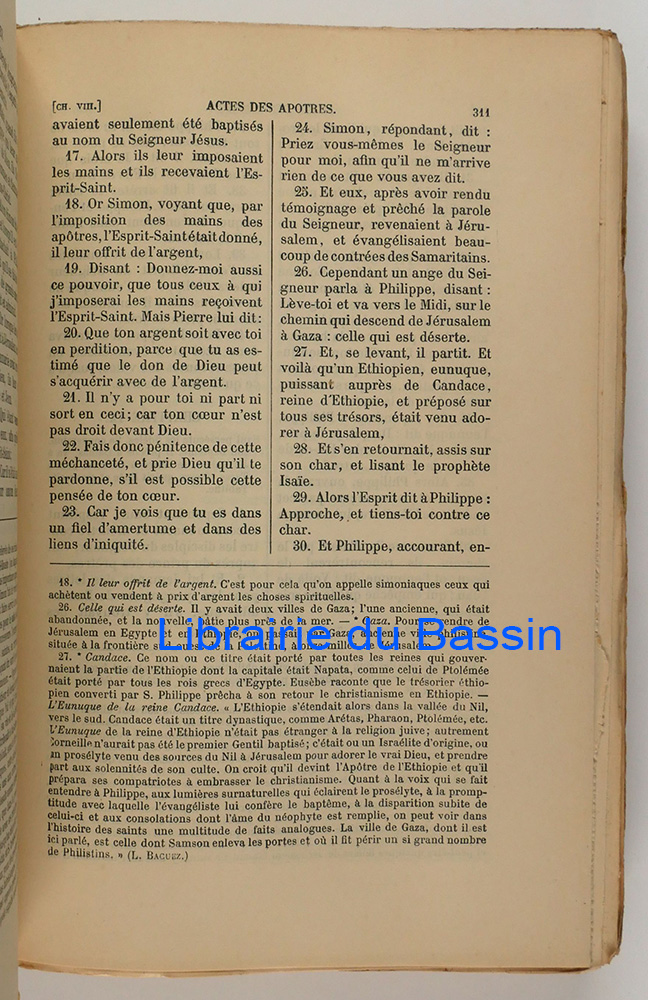 [CH. VIII.] ACTES DES APOTRES. 311
avaient seulement été baptisés
au nom du Seigneur Jésus.
17. Alors ils leur imposaient
les mains et ils recevaient l'Es-
prit-Saint.
18. Or Simon, voyant que, par
l'imposition des mains des
apôtres, l'Esprit-Saint était donné,
il leur offrit de l'argent,
19. Disant : Donnez-moi aussi
ce pouvoir, que tous ceux à qui
j'imposerai les mains reçoivent
l'Esprit-Saint. Mais Pierre lui dit :
20. Que ton argent soit avec toi
en perdition, parce que tu as es-
timé que le don de Dieu peut
s'acquérir avec de l'argent.
21. Il n'y a pour toi ni part ni
sort en ceci; car ton cœur n'est
pas droit devant Dieu.
22. Fais donc pénitence de cette
méchanceté, et prie Dieu qu'il te
pardonne, s'il est possible cette
pensée de ton cœur.
23. Car je vois que tu es dans
un fiel d'amertume et dans des
liens d'iniquité.
24. Simon, répondant, dit :
Priez vous-mêmes le Seigneur
pour moi, afin qu'il ne m'arrive
rien de ce que vous avez dit.
25. Et eux, après avoir rendu
témoignage et prêché la parole
du Seigneur, revenaient à Jéru-
salem, et évangélisaient beau-
coup de contrées des Samaritains.
26. Cependant un ange du Sei-
gneur parla à Philippe, disant :
Lève-toi et va vers le Midi, sur le
chemin qui descend de Jérusalem
à Gaza : celle qui est déserte.
27. Et, se levant, il partit. Et
voilà qu'un Ethiopien, eunuque,
puissant auprès de Candace,
reine d'Ethiopie, et préposé sur
tous ses trésors, était venu ado-
rer à Jérusalem,
28. Et s'en retournait, assis sur
son char, et lisant le prophète
Isaïe.
29. Alors l'Esprit dit à Philippe :
Approche, et tiens-toi contre ce
char.
30. Et Philippe, accourant, en-
18. * Il leur offrit de l'argent. C'est pour cela qu'on appelle simoniaques ceux qui
achètent ou vendent à prix d'argent les choses spirituelles.
26. Celle qui est déserte. Il y avait deux villes de Gaza; l'une ancienne, qui était
abandonnée, et la nouvelle, bâtie plus près de la mer. — * Gaza. Pour se rendre de
Jérusalem en Egypte et en Ethiopie, on passait par Gaza, ancienne ville philistine,
située à la frontière
Librairie du Bassin
27. * Candace. Ce nom ou ce titre était porté par toutes les reines qui gouver-
naient la partie de l'Ethiopie dont la capitale était Napata, comme celui de Ptolémée
était porté par tous les rois grecs d'Egypte. Eusèbe raconte que le trésorier éthio-
pien converti par S. Philippe prêcha à son retour le christianisme en Ethiopie. —
L'Eunuque de la reine Candace. « L'Ethiopie s'étendait alors dans la vallée du Nil,
vers le sud. Candace était un titre dynastique, comme Arétas, Pharaon, Ptolémée, etc.
L'Eunuque de la reine d'Ethiopie n'était pas étranger à la religion juive; autrement
Corneille n'aurait pas été le premier Gentil baptisé; c'était ou un Israélite d'origine, ou
un prosélyte venu des sources du Nil à Jérusalem pour adorer le vrai Dieu, et prendre
part aux solennités de son culte. On croit qu'il devint l'Apôtre de l'Ethiopie et qu'il
prépara ses compatriotes à embrasser le christianisme. Quant à la voix qui se fait
entendre à Philippe, aux lumières surnaturelles qui éclairent le prosélyte, à la promp-
titude avec laquelle l'évangéliste lui confère le baptême, à la disparition subite de
celui-ci et aux consolations dont l'âme du néophyte est remplie, on peut voir dans
l'histoire des saints une multitude de faits analogues. La ville de Gaza, dont il est
ici parlé, est celle dont Samson enleva les portes et où il fit périr un si grand nombre
de Philistins. » (L. BACUEZ.)